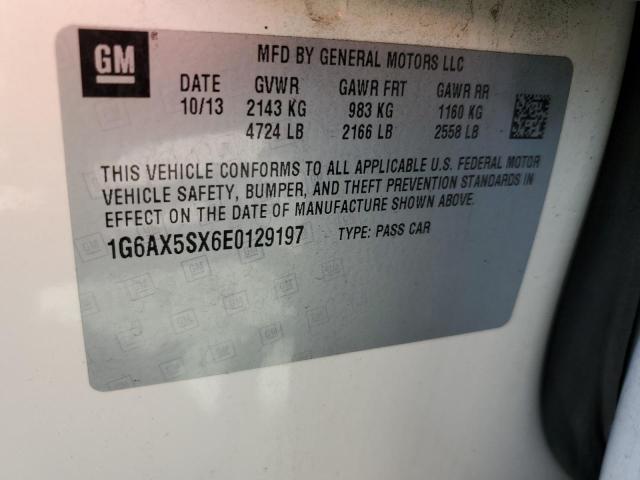 GM
MFD BY GENERAL MOTORS LLC
DATE GVWR GAWR FRT GAWR RR
10/13 2143 KG 983 KG 1160 KG
4724 LB 2166 LB 2558 LB
THIS VEHICLE CONFORMS TO ALL APPLICABLE U.S. FEDERAL MOTOR
VEHICLE SAFETY, BUMPER, AND THEFT PREVENTION STANDARDS IN
EFFECT ON THE DATE OF MANUFACTURE SHOWN ABOVE.
1G6AX5SX6E0129197 TYPE: PASS CAR